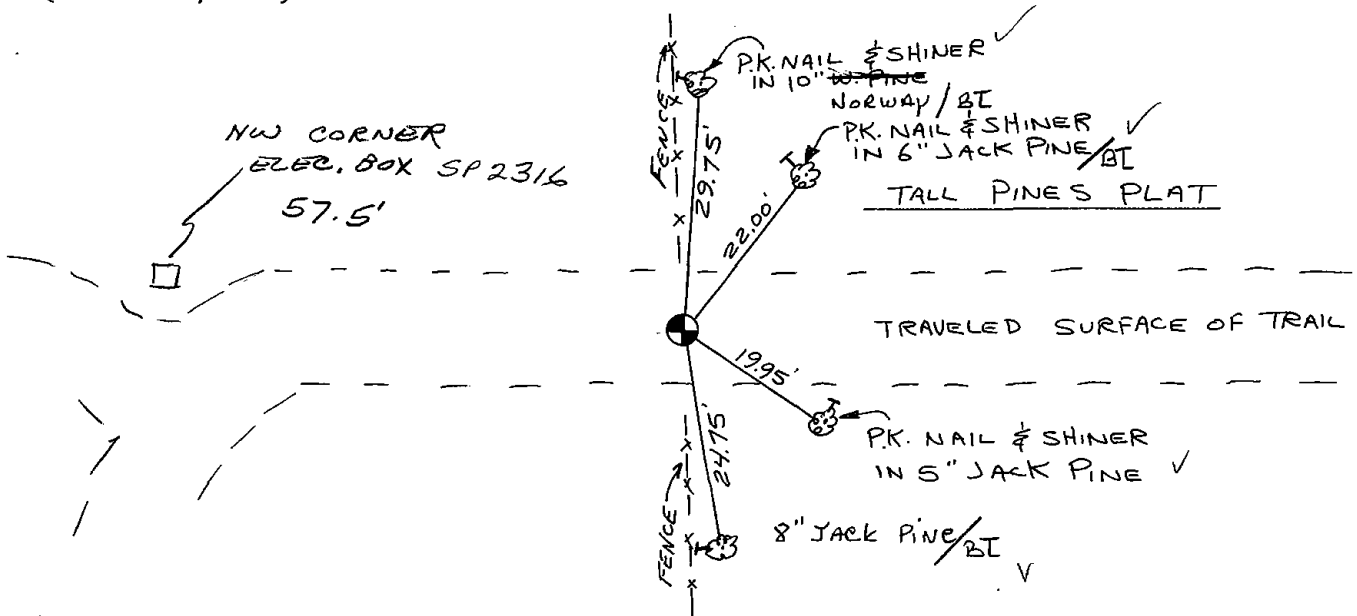 P.K. NAIL & SHINER ✓
IN 10" W. PINE
NORWAY / BT
P.K. NAIL & SHINER ✓
IN 6" JACK PINE / BT
TALL PINES PLAT
NW CORNER
ELEC. BOX SP 2316
57.5'
FENCE
29.75'
22.00'
TRAVELED SURFACE OF TRAIL
19.95'
24.75'
P.K. NAIL & SHINER
IN 5" JACK PINE ✓
FENCE
8" JACK PINE / BT